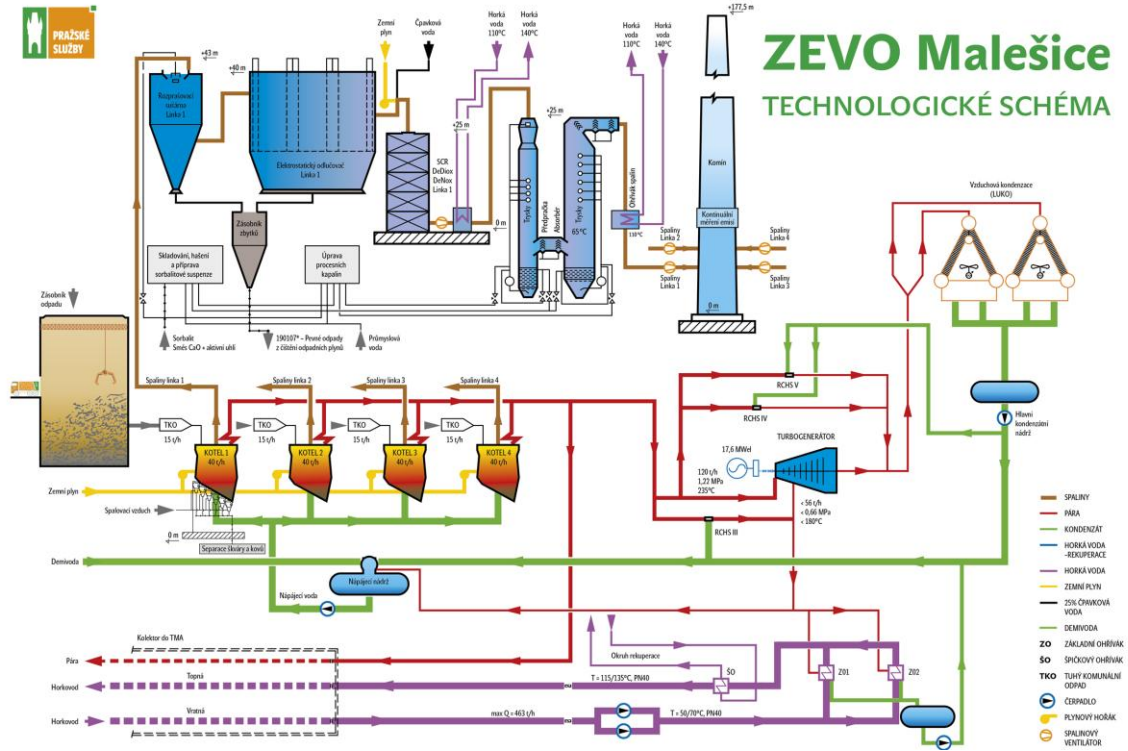 PRAŽSKÉ
SLUŽBY
ZEVO Malešice
TECHNOLOGICKÉ SCHÉMA
+43 m
+40 m
Rozprašovací
sušárna
Linka 1
Elektrostatický odlučovač
Linka 1
Zemní
plyn
Čpavková
voda
Horká
voda
110°C
Horká
voda
140°C
+25 m
SCR
DeDiox
DeNox
Linka 1
0 m
+25 m
Trysky
Předpračka
Absorbér
Trysky
65°C
Horká
voda
110°C
Horká
voda
140°C
Ohřívák spalin
110°C
+177,5 m
Komín
Kontinuální
měření emisí
Spaliny
Linka 2
Spaliny
Linka 1
Spaliny
Linka 4
Spaliny
Linka 3
0 m
Zásobník
zbytků
Skladování, hašení
a příprava
sorbalitové suspenze
Úprava
procesních
kapalin
Sorbalit
Směs CaO + aktivní uhlí
190107* – Pevné odpady
z čištění odpadních plynů
Průmyslová
voda
Vzduchová kondenzace
(LUKO)
Hlavní
kondenzátní
nádrž
Zásobník
odpadu
Spaliny linka 1
Spaliny linka 2
Spaliny linka 3
Spaliny linka 4
TKO
15 t/h
TKO
15 t/h
TKO
15 t/h
TKO
15 t/h
KOTEL 1
40 t/h
KOTEL 2
40 t/h
KOTEL 3
40 t/h
KOTEL 4
40 t/h
Zemní plyn
Spalovací vzduch
0 m
Separace škváry a kovů
Demivoda
Nápájecí nádrž
Nápájecí voda
RCHS V
RCHS IV
RCHS III
TURBOGENERÁTOR
17,6 MWel
120 t/h
1,22 MPa
235°C
< 56 t/h
< 0,66 MPa
< 180°C
Kolektor do TMA
Pára
Topná
Horkovod
Vratná
Horkovod
Okruh rekuperace
ŠO
Z01
Z02
T = 115/135°C, PN40
max Q = 463 t/h
T = 50/70°C, PN40
SPALINY
PÁRA
KONDENZÁT
HORKÁ VODA
–REKUPERACE
HORKÁ VODA
ZEMNÍ PLYN
25% ČPAVKOVÁ
VODA
DEMIVODA
ZO ZÁKLADNÍ OHŘÍVÁK
ŠO ŠPIČKOVÝ OHŘÍVÁK
TKO TUHÝ KOMUNÁLNÍ
ODPAD
ČERPADLO
PLYNOVÝ HOŘÁK
SPALINOVÝ
VENTILÁTOR